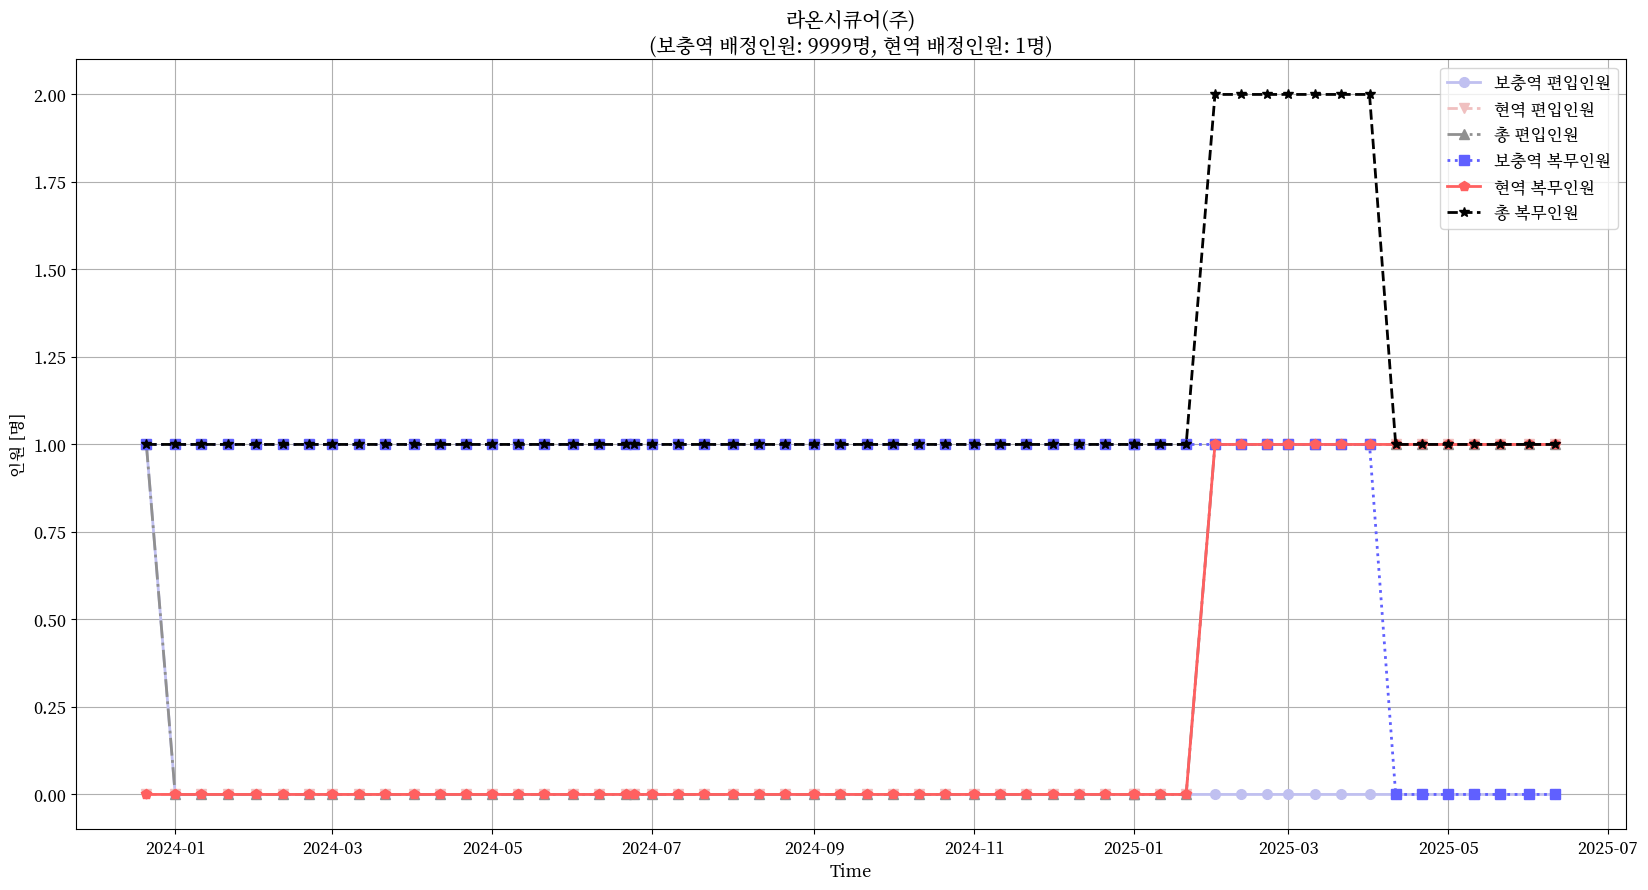 라온시큐어(주)
(보충역 배정인원: 9999명, 현역 배정인원: 1명)
보충역 편입인원
현역 편입인원
총 편입인원
보충역 복무인원
현역 복무인원
총 복무인원
인원 [명]
2.00
1.75
1.50
1.25
1.00
0.75
0.50
0.25
0.00
2024-01
2024-03
2024-05
2024-07
2024-09
2024-11
2025-01
2025-03
2025-05
2025-07
Time